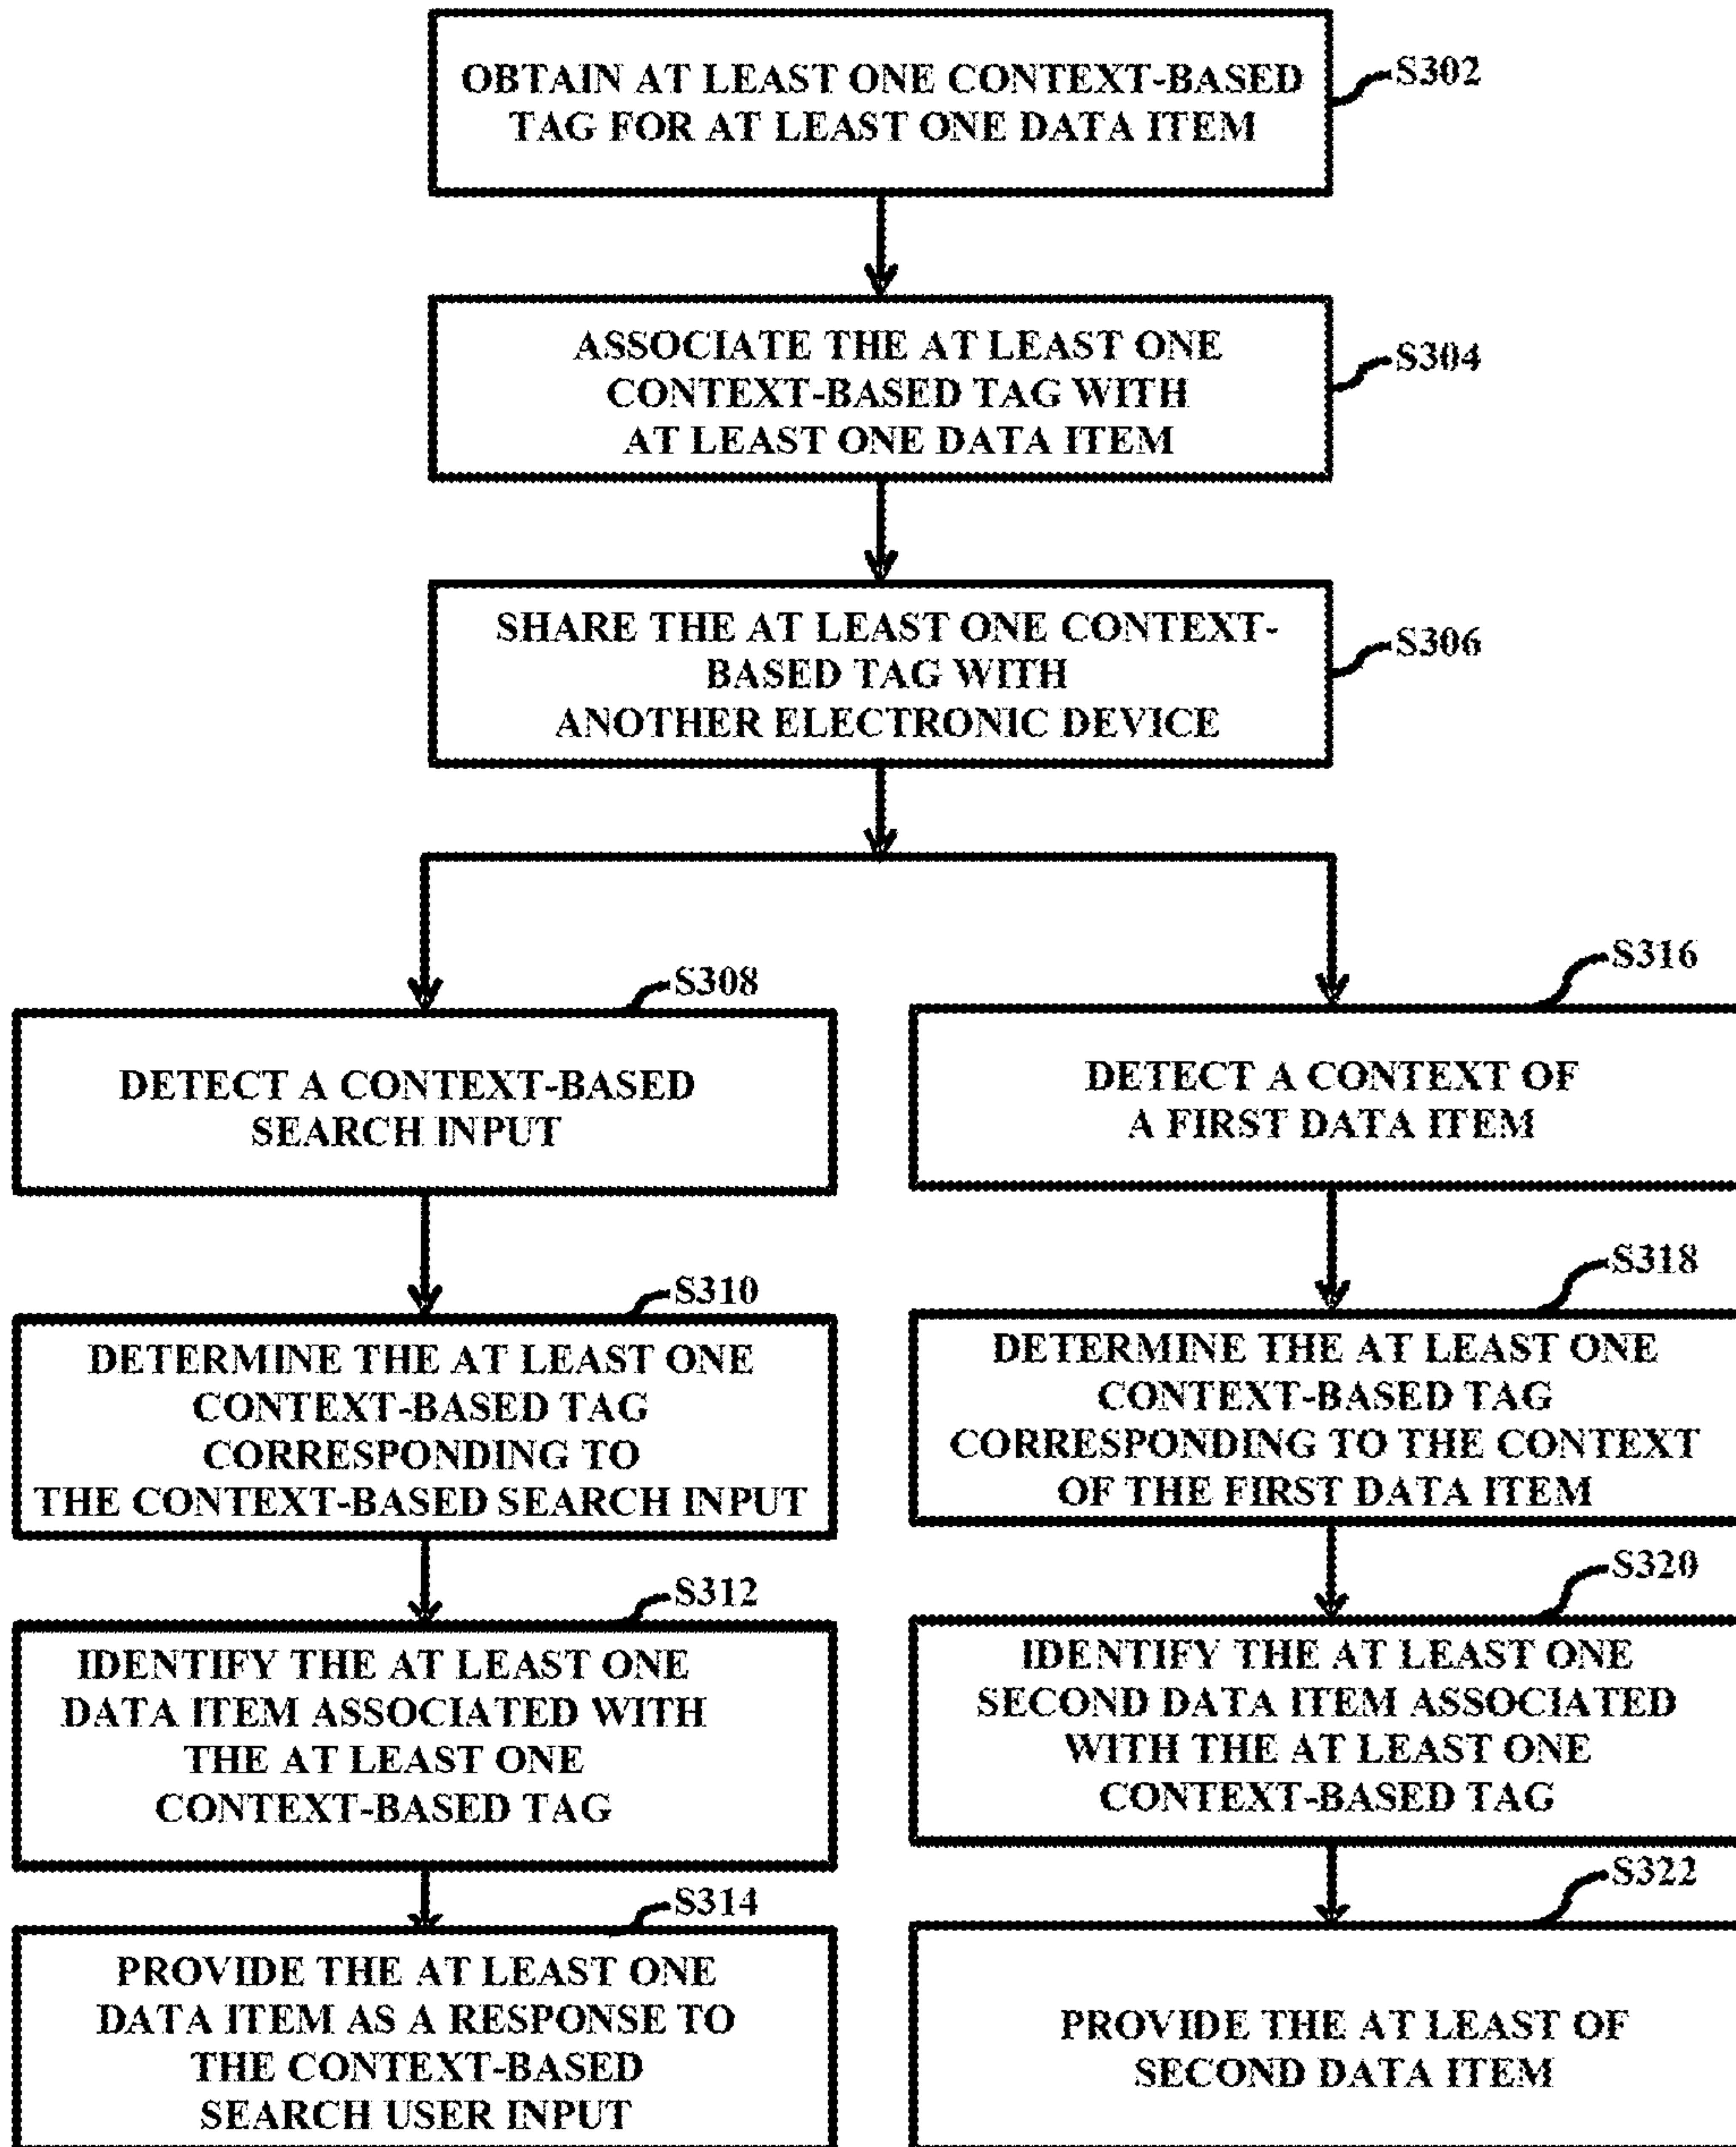 OBTAIN AT LEAST ONE CONTEXT-BASED
TAG FOR AT LEAST ONE DATA ITEM
S302
ASSOCIATE THE AT LEAST ONE
CONTEXT-BASED TAG WITH
AT LEAST ONE DATA ITEM
S304
SHARE THE AT LEAST ONE CONTEXT-
BASED TAG WITH
ANOTHER ELECTRONIC DEVICE
S306
S308
DETECT A CONTEXT-BASED
SEARCH INPUT
S310
DETERMINE THE AT LEAST ONE
CONTEXT-BASED TAG
CORRESPONDING TO
THE CONTEXT-BASED SEARCH INPUT
S312
IDENTIFY THE AT LEAST ONE
DATA ITEM ASSOCIATED WITH
THE AT LEAST ONE
CONTEXT-BASED TAG
S314
PROVIDE THE AT LEAST ONE
DATA ITEM AS A RESPONSE TO
THE CONTEXT-BASED
SEARCH USER INPUT
S316
DETECT A CONTEXT OF
A FIRST DATA ITEM
S318
DETERMINE THE AT LEAST ONE
CONTEXT-BASED TAG
CORRESPONDING TO THE CONTEXT
OF THE FIRST DATA ITEM
S320
IDENTIFY THE AT LEAST ONE
SECOND DATA ITEM ASSOCIATED
WITH THE AT LEAST ONE
CONTEXT-BASED TAG
S322
PROVIDE THE AT LEAST OF
SECOND DATA ITEM